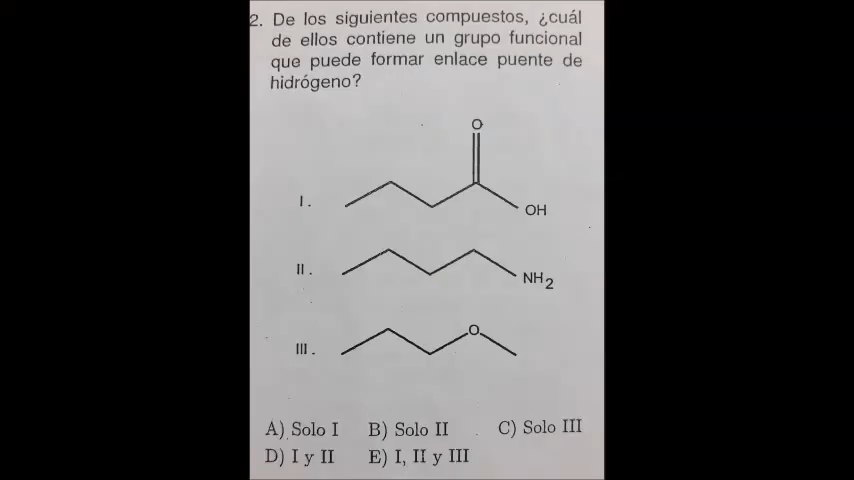 2. De los siguientes compuestos, ¿cuál
de ellos contiene un grupo funcional
que puede formar enlace puente de
hidrógeno?
O
I.
OH
II.
NH2
O
III.
A) Solo I B) Solo II C) Solo III
D) I y II E) I, II y III